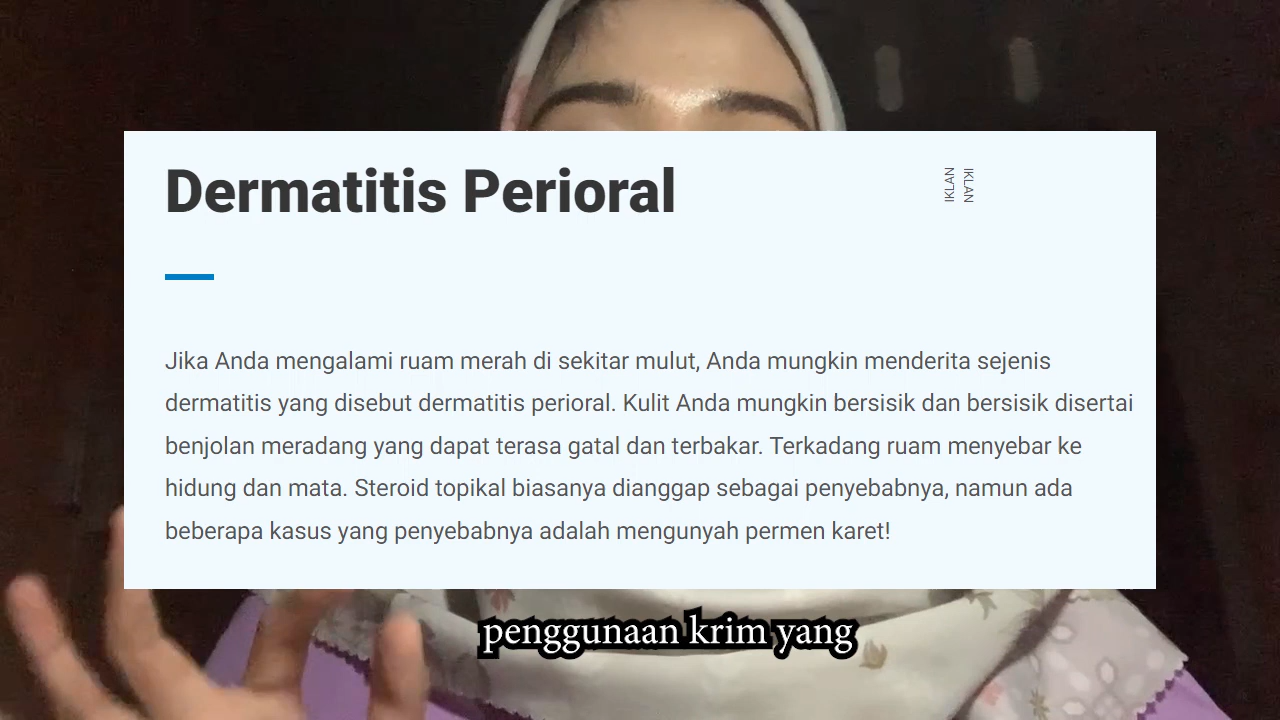 Dermatitis Perioral
IKLAN
IKLAN
Jika Anda mengalami ruam merah di sekitar mulut, Anda mungkin menderita sejenis
dermatitis yang disebut dermatitis perioral. Kulit Anda mungkin bersisik dan bersisik disertai
benjolan meradang yang dapat terasa gatal dan terbakar. Terkadang ruam menyebar ke
hidung dan mata. Steroid topikal biasanya dianggap sebagai penyebabnya, namun ada
beberapa kasus yang penyebabnya adalah mengunyah permen karet!
penggunaan krim yang